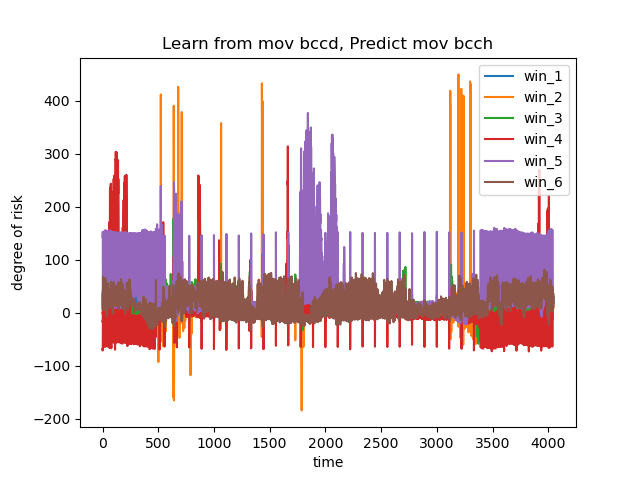 Learn from mov bccd, Predict mov bcch
win_1
win_2
win_3
win_4
win_5
win_6
degree of risk
400
300
200
100
0
−100
−200
0 500 1000 1500 2000 2500 3000 3500 4000
time